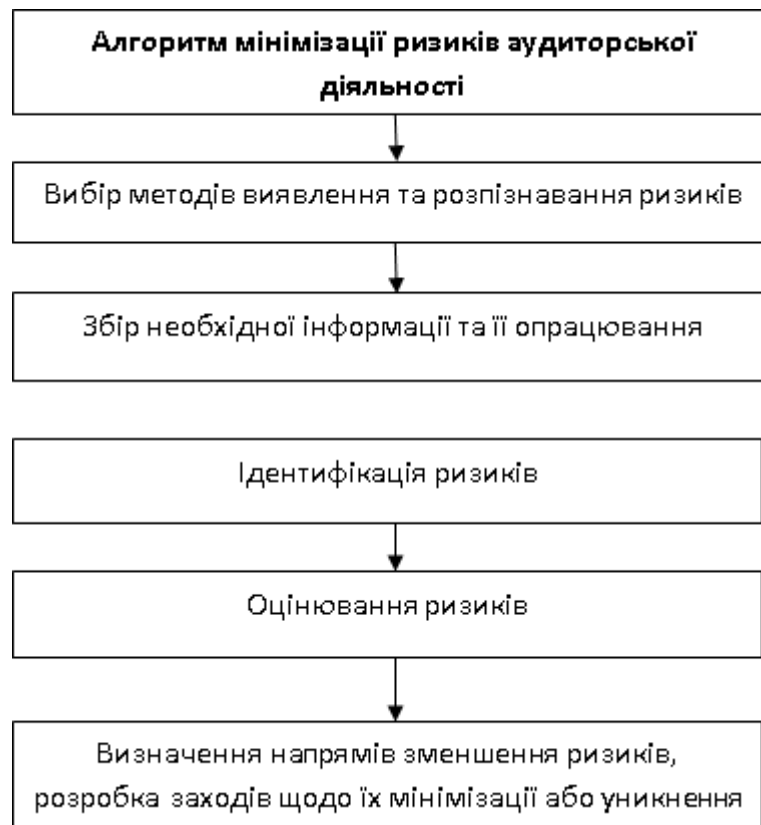 Алгоритм мінімізації ризиків аудиторської
діяльності
Вибір методів виявлення та розпізнавання ризиків
Збір необхідної інформації та її опрацювання
Ідентифікація ризиків
Оцінювання ризиків
Визначення напрямів зменшення ризиків,
розробка заходів щодо їх мінімізації або уникнення